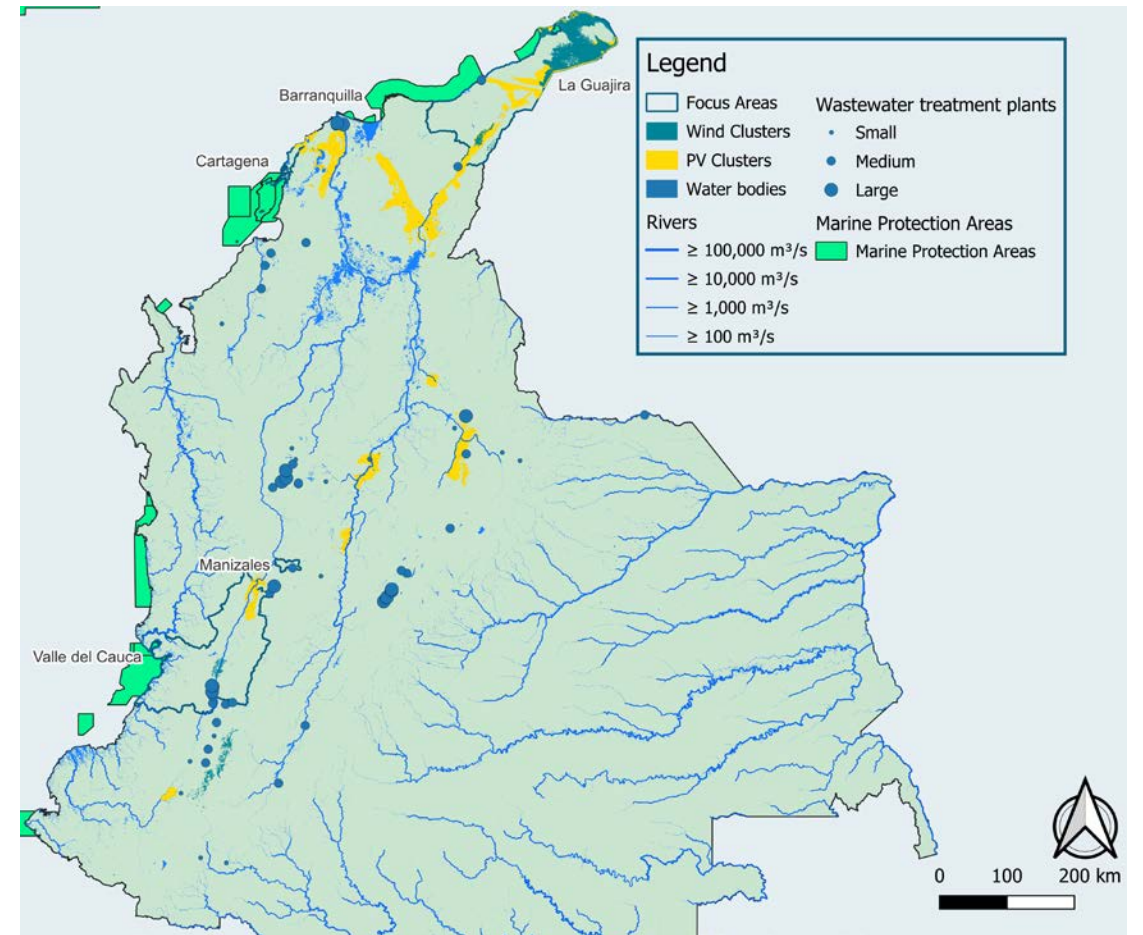 La Guajira
Barranquilla
Cartagena
Manizales
Valle del Cauca
Legend
Focus Areas
Wind Clusters
PV Clusters
Water bodies
Rivers
≥ 100,000 m³/s
≥ 10,000 m³/s
≥ 1,000 m³/s
≥ 100 m³/s
Wastewater treatment plants
Small
Medium
Large
Marine Protection Areas
Marine Protection Areas
0 100 200 km